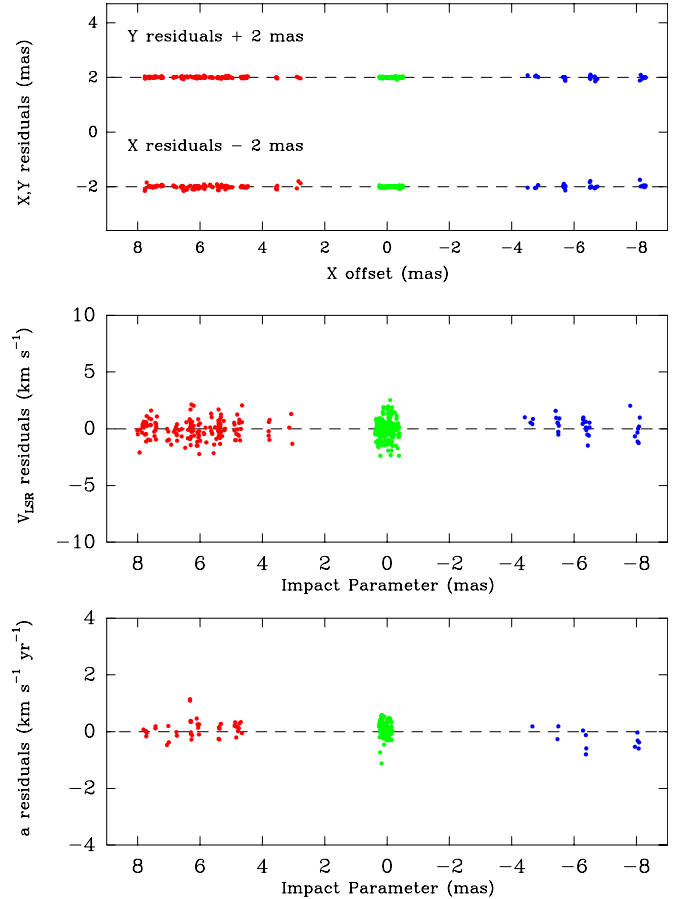 4
2
0
−2
X,Y residuals (mas)
Y residuals + 2 mas
X residuals − 2 mas
8 6 4 2 0 −2 −4 −6 −8
X offset (mas)
10
5
0
−5
−10
V_LSR residuals (km s⁻¹)
8 6 4 2 0 −2 −4 −6 −8
Impact Parameter (mas)
4
2
0
−2
−4
a residuals (km s⁻¹ yr⁻¹)
8 6 4 2 0 −2 −4 −6 −8
Impact Parameter (mas)